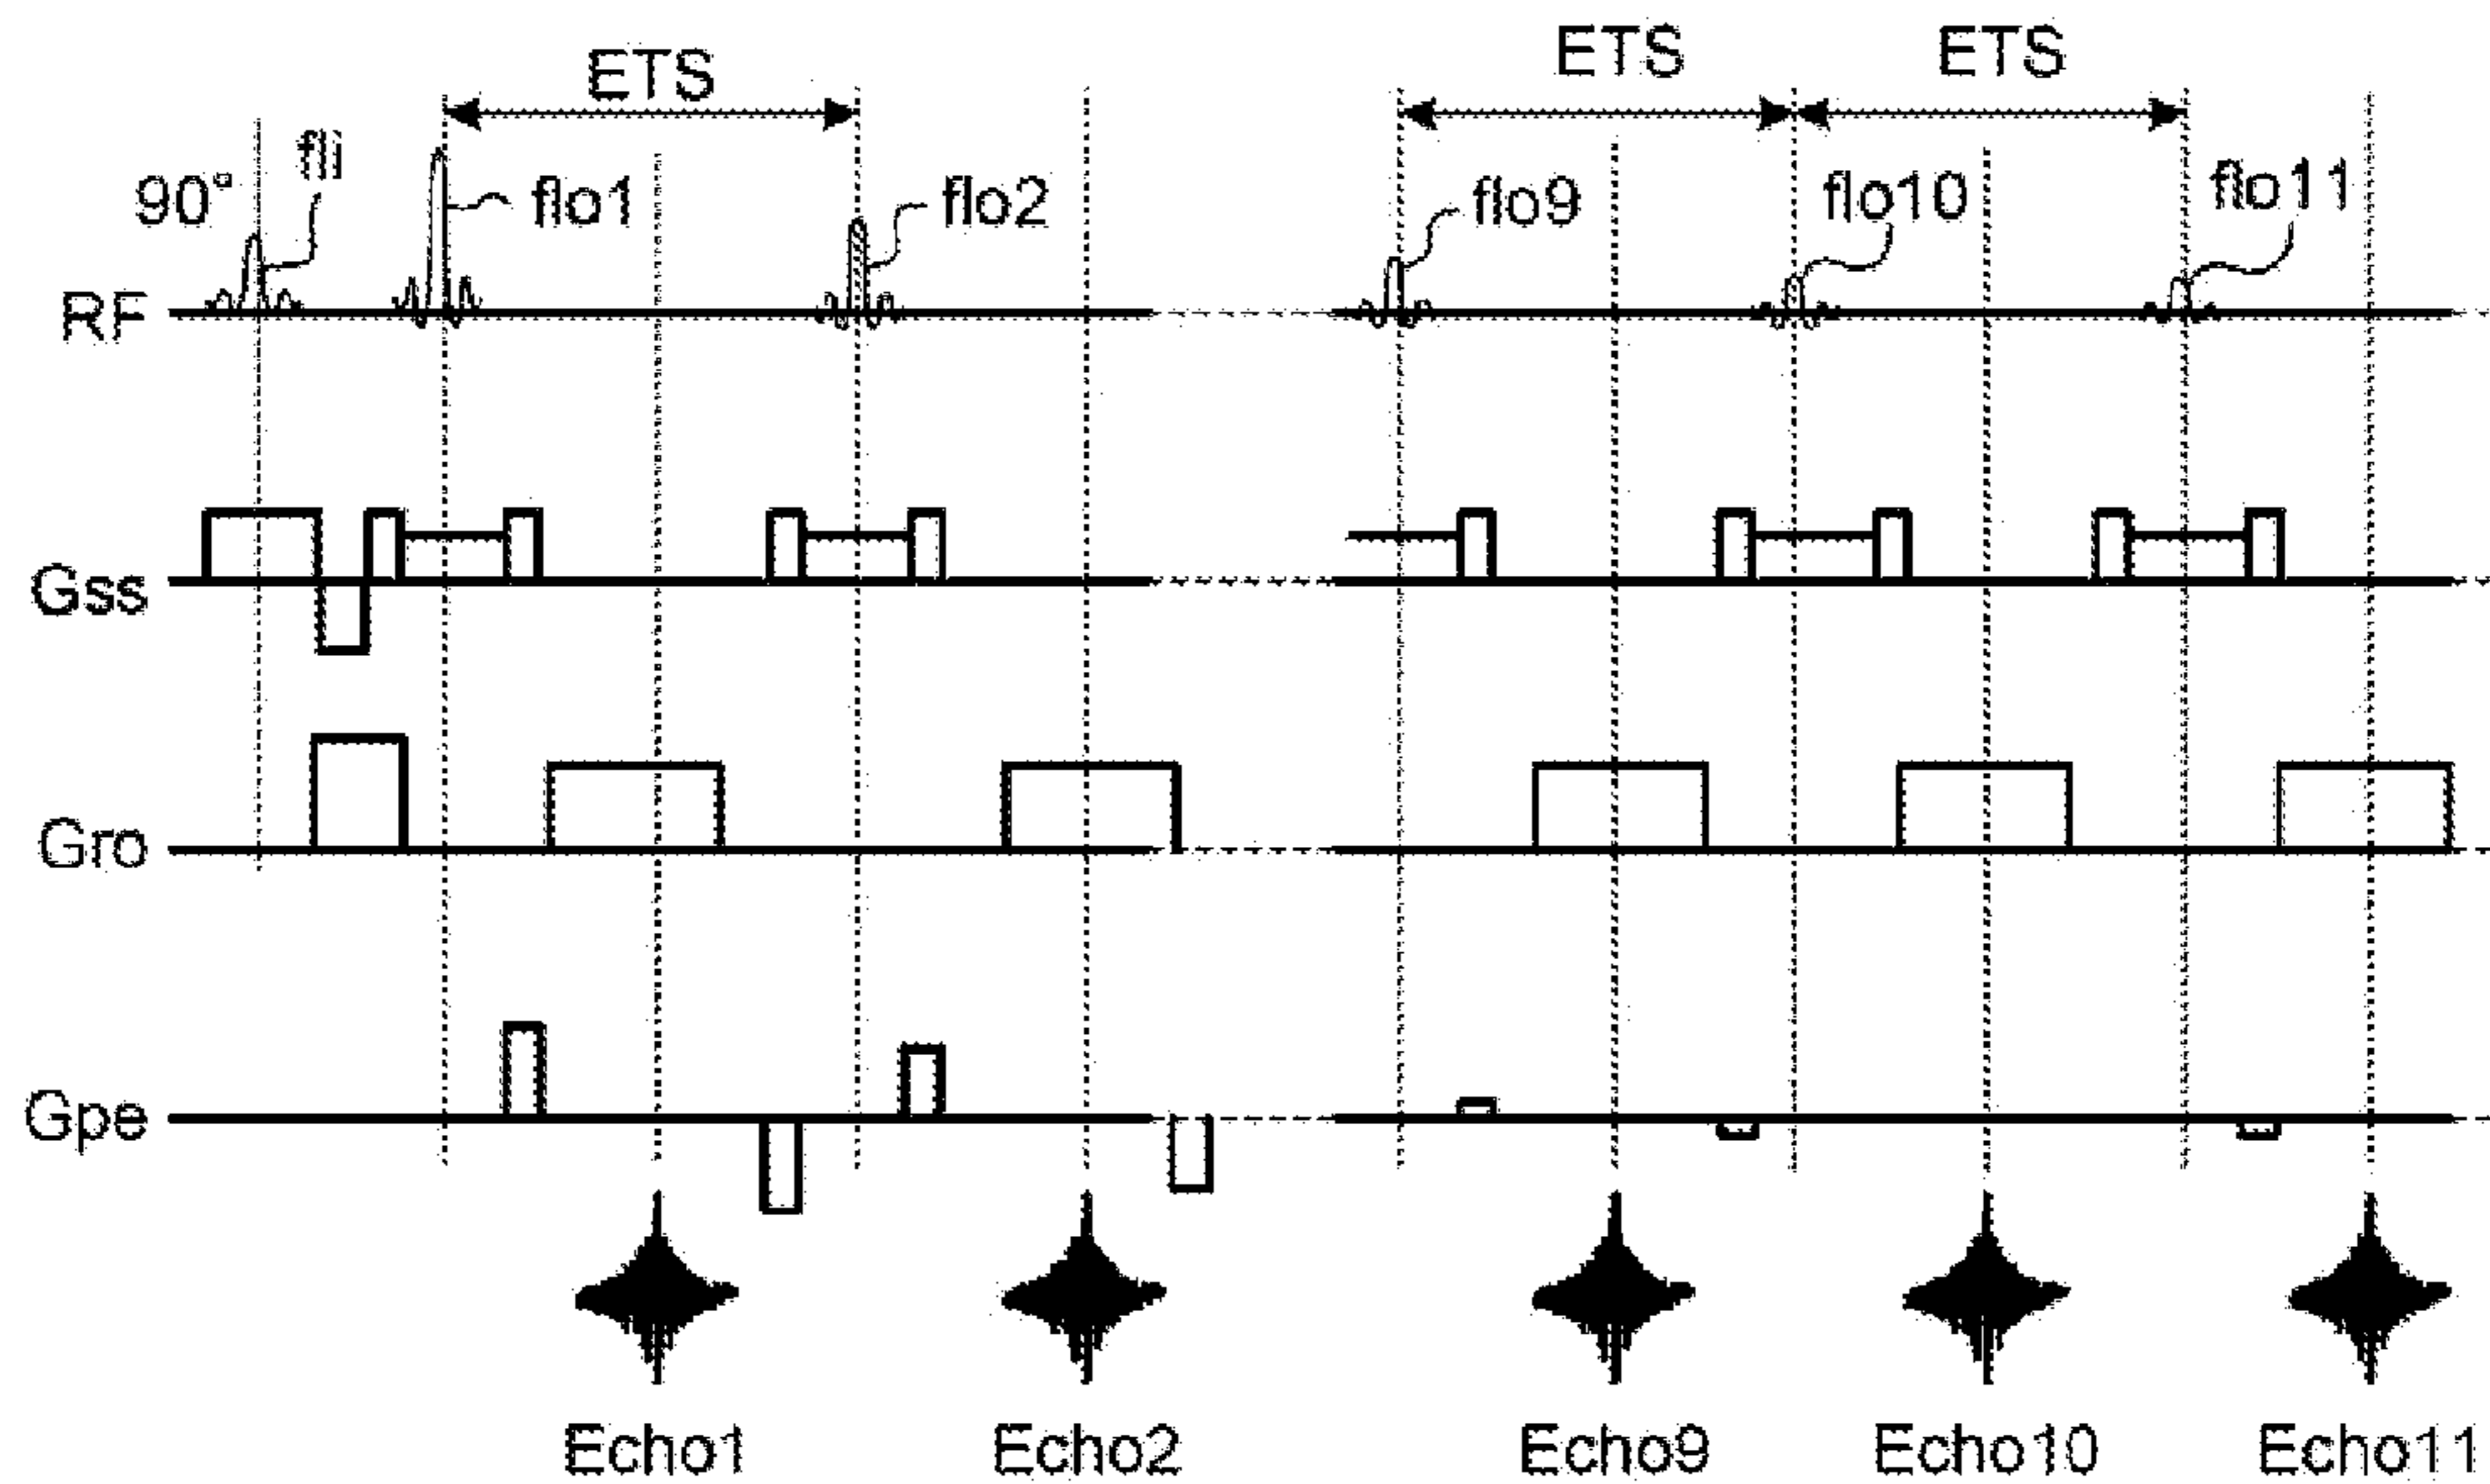 ETS ETS ETS
90° fli flo1 flo2 flo9 flo10 flo11
RF
Gss
Gro
Gpe
Echo1 Echo2 Echo9 Echo10 Echo11